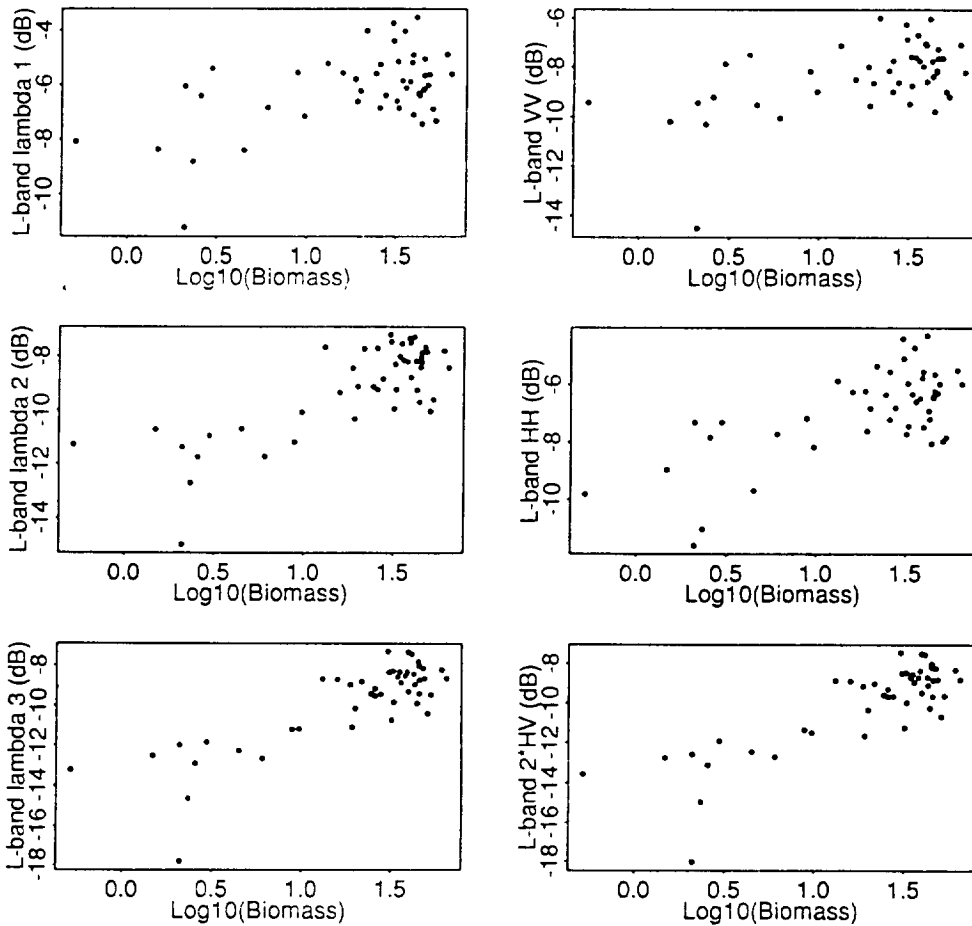 L-band lambda 1 (dB)
-4
-6
-8
-10
0.0 0.5 1.0 1.5
Log10(Biomass)
L-band VV (dB)
-6
-8
-10
-12
-14
0.0 0.5 1.0 1.5
Log10(Biomass)
L-band lambda 2 (dB)
-8
-10
-12
-14
0.0 0.5 1.0 1.5
Log10(Biomass)
L-band HH (dB)
-6
-8
-10
0.0 0.5 1.0 1.5
Log10(Biomass)
L-band lambda 3 (dB)
-8
-10
-12
-14
-16
-18
0.0 0.5 1.0 1.5
Log10(Biomass)
L-band 2*HV (dB)
-8
-10
-12
-14
-16
-18
0.0 0.5 1.0 1.5
Log10(Biomass)